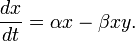 dx/dt = αx − βxy.